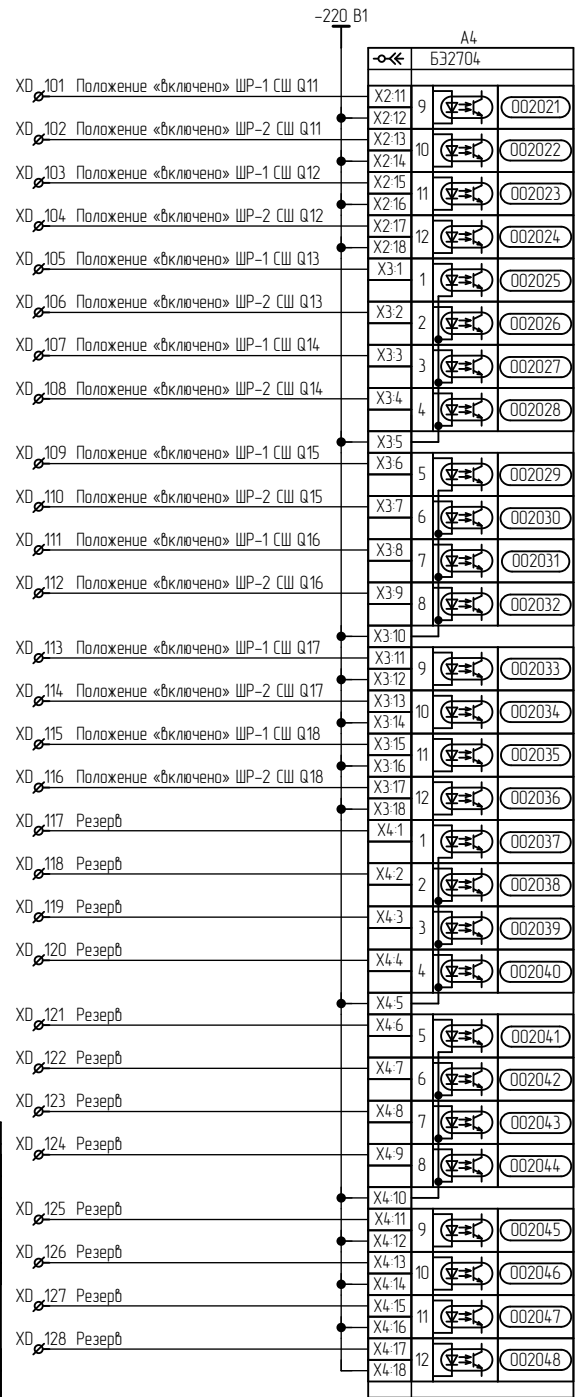 -220 В1
А4
Б32704
XD 101 Положение «Включено» ШР-1 СШ Q11 X2:11 9 002021
X2:12
XD 102 Положение «Включено» ШР-2 СШ Q11 X2:13 10 002022
X2:14
XD 103 Положение «Включено» ШР-1 СШ Q12 X2:15 11 002023
X2:16
XD 104 Положение «Включено» ШР-2 СШ Q12 X2:17 12 002024
X2:18
XD 105 Положение «Включено» ШР-1 СШ Q13 X3:1 1 002025
XD 106 Положение «Включено» ШР-2 СШ Q13 X3:2 2 002026
XD 107 Положение «Включено» ШР-1 СШ Q14 X3:3 3 002027
XD 108 Положение «Включено» ШР-2 СШ Q14 X3:4 4 002028
X3:5
XD 109 Положение «Включено» ШР-1 СШ Q15 X3:6 5 002029
XD 110 Положение «Включено» ШР-2 СШ Q15 X3:7 6 002030
XD 111 Положение «Включено» ШР-1 СШ Q16 X3:8 7 002031
XD 112 Положение «Включено» ШР-2 СШ Q16 X3:9 8 002032
X3:10
XD 113 Положение «Включено» ШР-1 СШ Q17 X3:11 9 002033
X3:12
XD 114 Положение «Включено» ШР-2 СШ Q17 X3:13 10 002034
X3:14
XD 115 Положение «Включено» ШР-1 СШ Q18 X3:15 11 002035
X3:16
XD 116 Положение «Включено» ШР-2 СШ Q18 X3:17 12 002036
X3:18
XD 117 Резерв X4:1 1 002037
XD 118 Резерв X4:2 2 002038
XD 119 Резерв X4:3 3 002039
XD 120 Резерв X4:4 4 002040
X4:5
XD 121 Резерв X4:6 5 002041
XD 122 Резерв X4:7 6 002042
XD 123 Резерв X4:8 7 002043
XD 124 Резерв X4:9 8 002044
X4:10
XD 125 Резерв X4:11 9 002045
X4:12
XD 126 Резерв X4:13 10 002046
X4:14
XD 127 Резерв X4:15 11 002047
X4:16
XD 128 Резерв X4:17 12 002048
X4:18